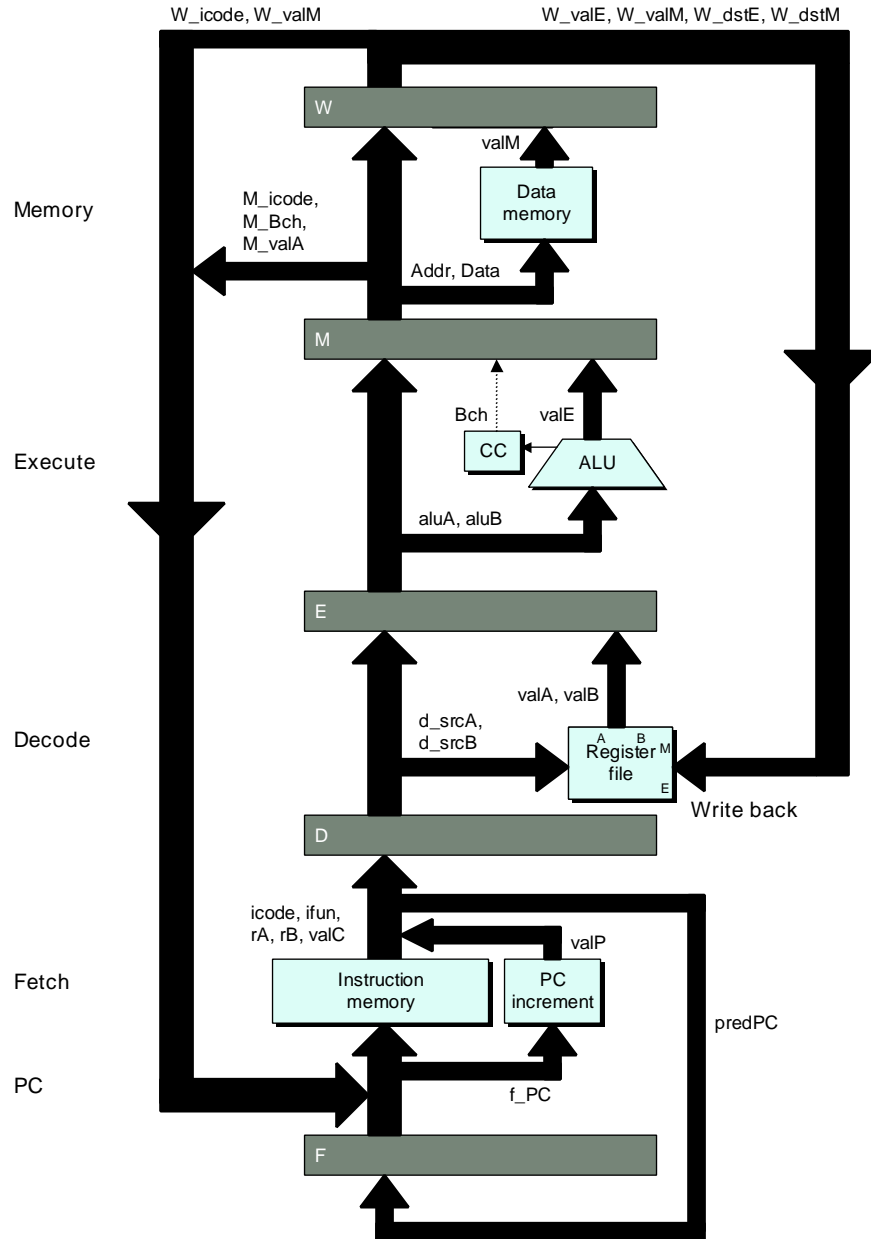 W_icode, W_valM
W_valE, W_valM, W_dstE, W_dstM
W
valM
Memory
M_icode,
M_Bch,
M_valA
Data
memory
Addr, Data
M
Bch
valE
Execute
CC
ALU
aluA, aluB
E
valA, valB
Decode
d_srcA,
d_srcB
A B
Register M
file
E
Write back
D
icode, ifun,
rA, rB, valC
valP
Fetch
Instruction
memory
PC
increment
predPC
PC
f_PC
F